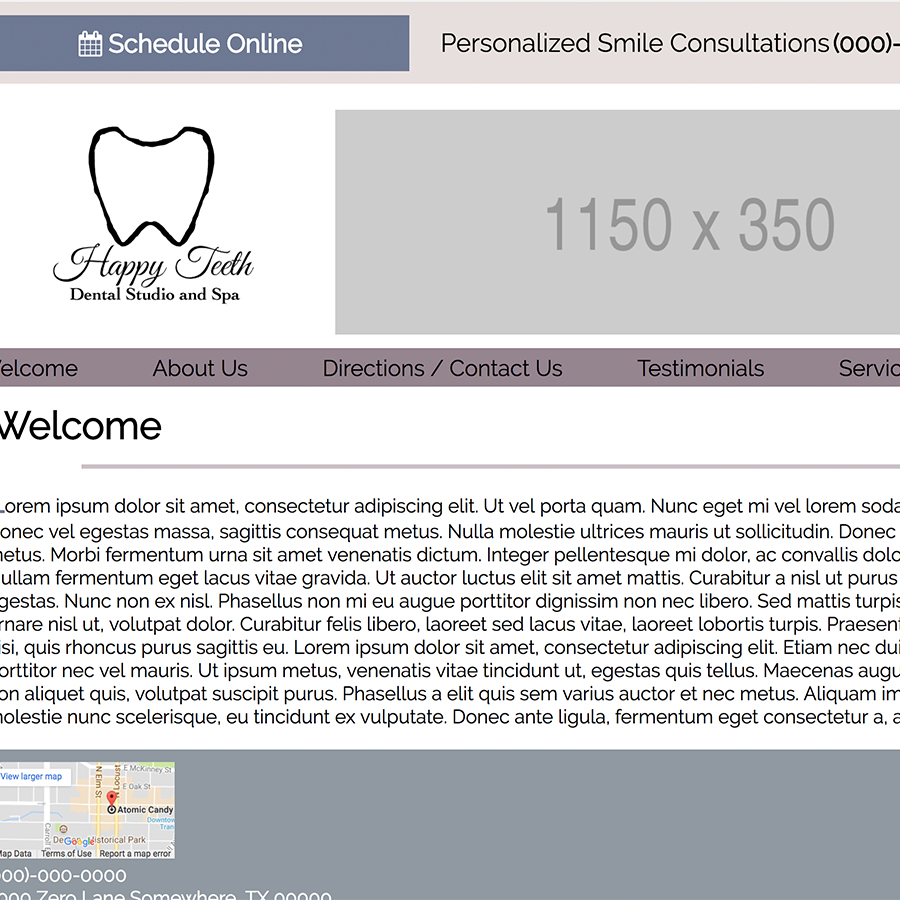 Schedule Online
Personalized Smile Consultations (000)-
Happy Teeth
Dental Studio and Spa
1150 x 350
elcome About Us Directions / Contact Us Testimonials Servic
Welcome
Lorem ipsum dolor sit amet, consectetur adipiscing elit. Ut vel porta quam. Nunc eget mi vel lorem soda
onec vel egestas massa, sagittis consequat metus. Nulla molestie ultrices mauris ut sollicitudin. Donec
netus. Morbi fermentum urna sit amet venenatis dictum. Integer pellentesque mi dolor, ac convallis dolo
ullam fermentum eget lacus vitae gravida. Ut auctor luctus elit sit amet mattis. Curabitur a nisl ut purus
gestas. Nunc non ex nisl. Phasellus non mi eu augue porttitor dignissim non nec libero. Sed mattis turpis
rnare nisl ut, volutpat dolor. Curabitur felis libero, laoreet sed lacus vitae, laoreet lobortis turpis. Praesent
isi, quis rhoncus purus sagittis eu. Lorem ipsum dolor sit amet, consectetur adipiscing elit. Etiam nec dui
orttitor nec vel mauris. Ut ipsum metus, venenatis vitae tincidunt ut, egestas quis tellus. Maecenas augu
on aliquet quis, volutpat suscipit purus. Phasellus a elit quis sem varius auctor et nec metus. Aliquam im
nolestie nunc scelerisque, eu tincidunt ex vulputate. Donec ante ligula, fermentum eget consectetur a, a
E McKinney St
View larger map
N Elm St
N Locust
E Oak St
Atomic Candy
Downtow
Tran
Carroll
Historical Park
Google
Map Data Terms of Use Report a map error
000)-000-0000
000 Zero Lane Somewhere, TX 00000